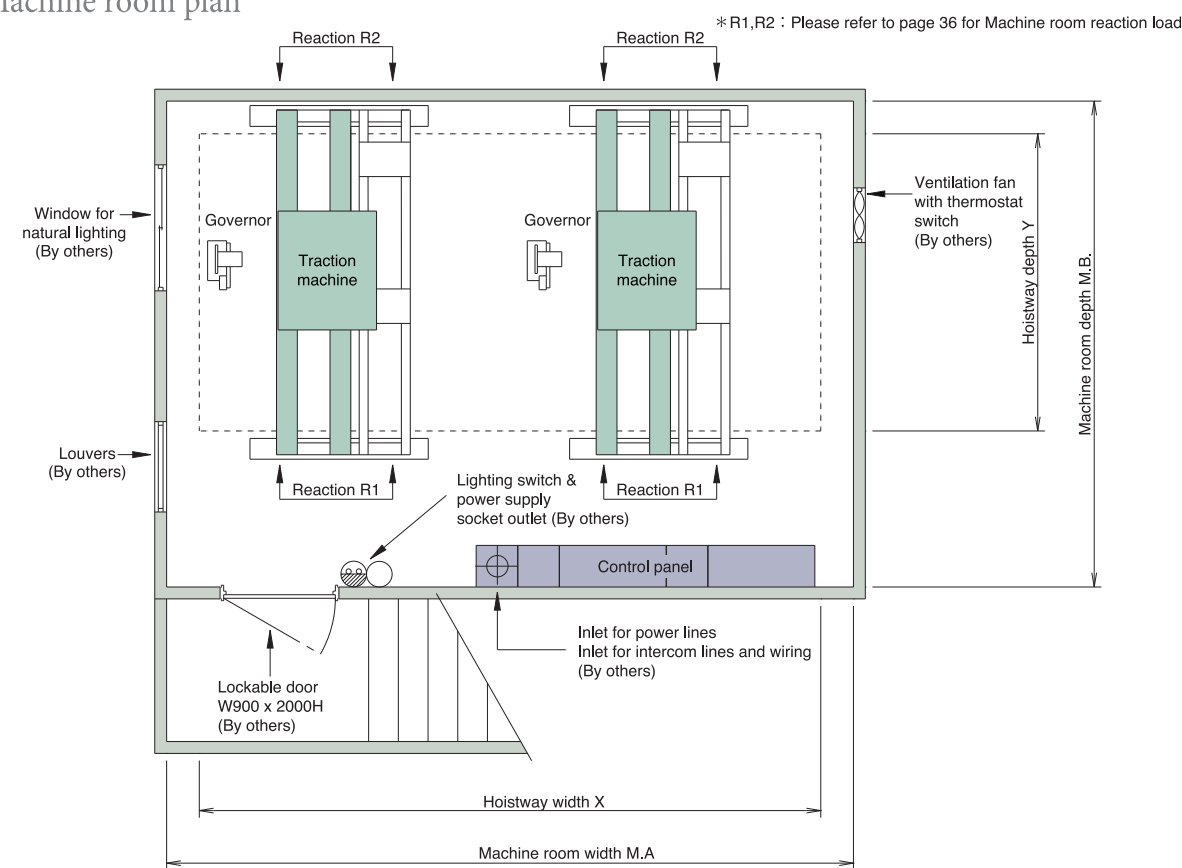 Machine room plan
*R1,R2：Please refer to page 36 for Machine room reaction load
Reaction R2
Reaction R2
Window for
natural lighting
(By others)
Governor
Traction
machine
Governor
Traction
machine
Ventilation fan
with thermostat
switch
(By others)
Hoistway depth Y
Machine room depth M.B.
Louvers
(By others)
Reaction R1
Reaction R1
Lighting switch &
power supply
socket outlet (By others)
Control panel
Inlet for power lines
Inlet for intercom lines and wiring
(By others)
Lockable door
W900 x 2000H
(By others)
Hoistway width X
Machine room width M.A